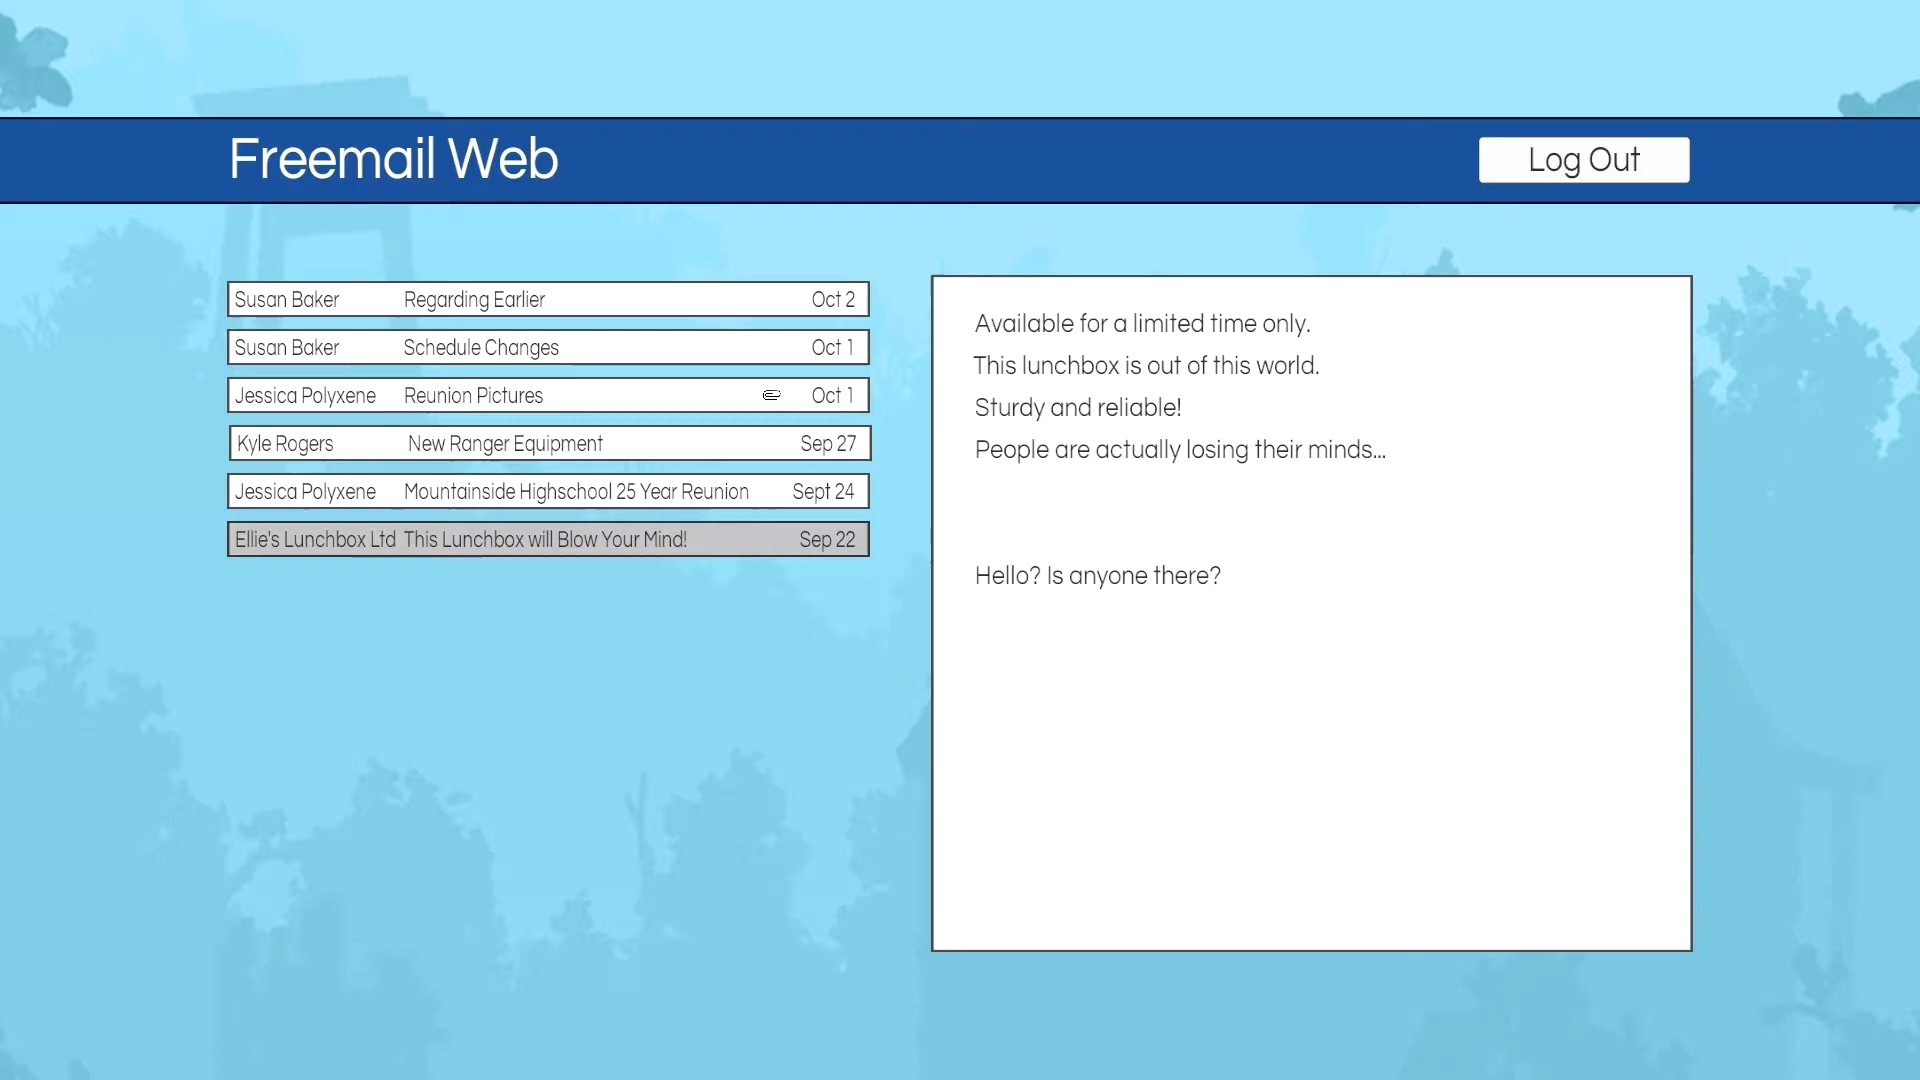 Freemail Web
Log Out
Susan Baker Regarding Earlier Oct 2
Susan Baker Schedule Changes Oct 1
Jessica Polyxene Reunion Pictures Oct 1
Kyle Rogers New Ranger Equipment Sep 27
Jessica Polyxene Mountainside Highschool 25 Year Reunion Sept 24
Ellie's Lunchbox Ltd This Lunchbox will Blow Your Mind! Sep 22
Available for a limited time only.
This lunchbox is out of this world.
Sturdy and reliable!
People are actually losing their minds...
Hello? Is anyone there?